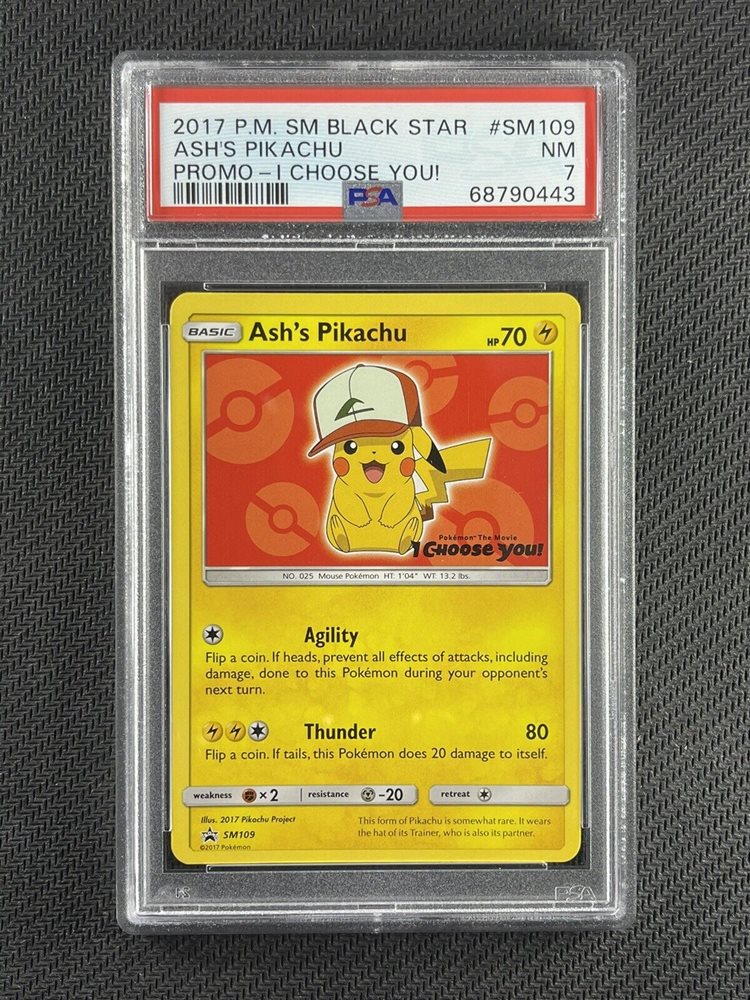 2017 P.M. SM BLACK STAR #SM109
ASH'S PIKACHU NM
PROMO – I CHOOSE YOU! 7
PSA 68790443
BASIC Ash's Pikachu HP 70
Pokémon™ The Movie
I Choose You!
NO. 025 Mouse Pokémon HT: 1'04" WT: 13.2 lbs.
Agility
Flip a coin. If heads, prevent all effects of attacks, including
damage, done to this Pokémon during your opponent's
next turn.
Thunder 80
Flip a coin. If tails, this Pokémon does 20 damage to itself.
weakness ×2 resistance -20 retreat
Illus. 2017 Pikachu Project
SM109
©2017 Pokémon
This form of Pikachu is somewhat rare. It wears
the hat of its Trainer, who is also its partner.
PSA